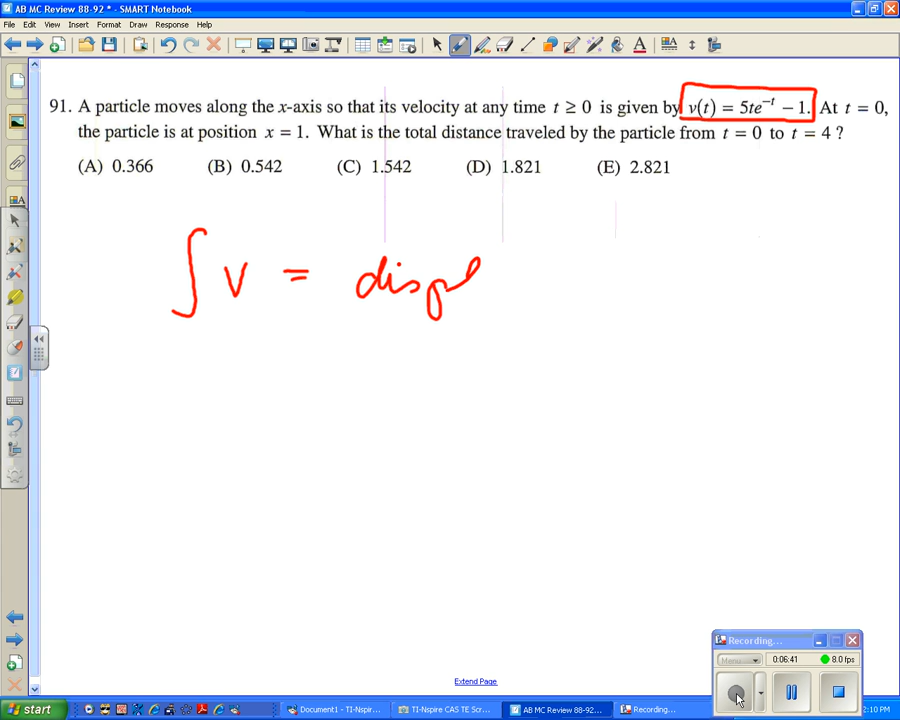 AB MC Review 88-92 * - SMART Notebook
File Edit View Insert Format Draw Response Help
91. A particle moves along the x-axis so that its velocity at any time t ≥ 0 is given by v(t) = 5te⁻ᵗ − 1. At t = 0,
the particle is at position x = 1. What is the total distance traveled by the particle from t = 0 to t = 4 ?
(A) 0.366 (B) 0.542 (C) 1.542 (D) 1.821 (E) 2.821
∫ v = displ
Recording...
Menu 0:06:41 8.0 fps
Extend Page
start Document1 - TI-Nspir... TI-Nspire CAS TE Scr... AB MC Review 88-92 ... Recording... 2:10 PM